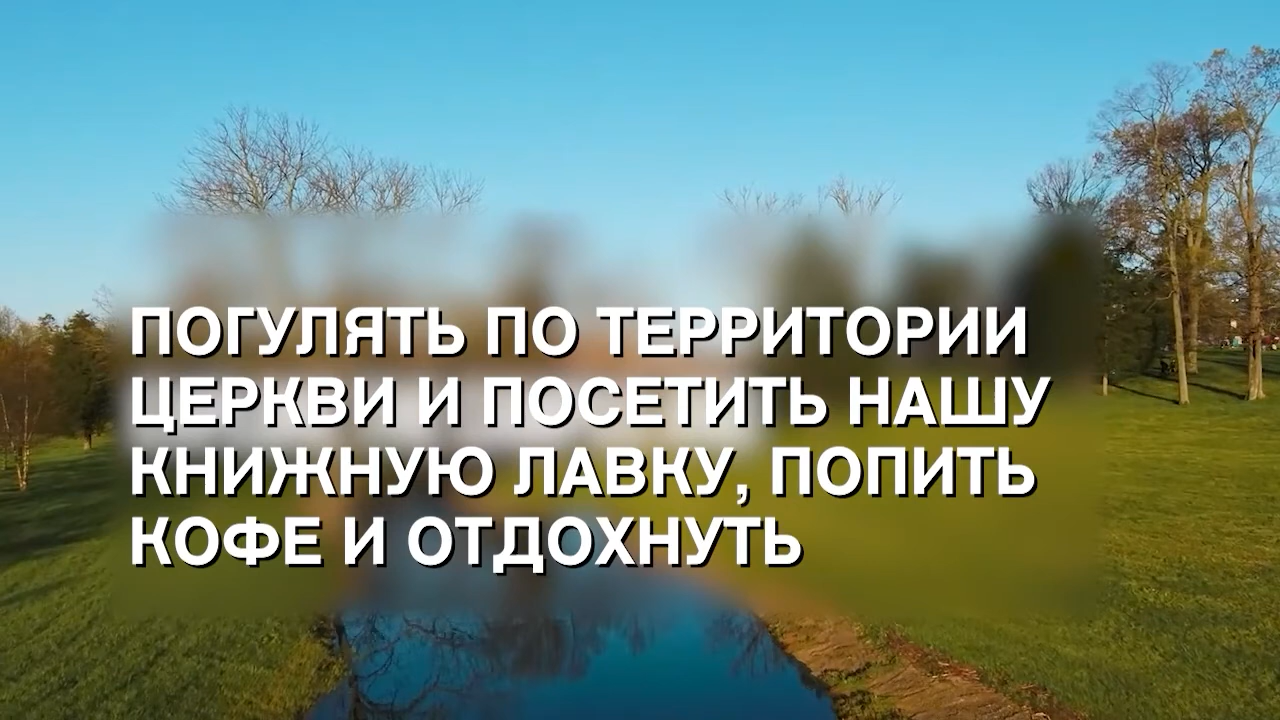 ПОГУЛЯТЬ ПО ТЕРРИТОРИИ
ЦЕРКВИ И ПОСЕТИТЬ НАШУ
КНИЖНУЮ ЛАВКУ, ПОПИТЬ
КОФЕ И ОТДОХНУТЬ